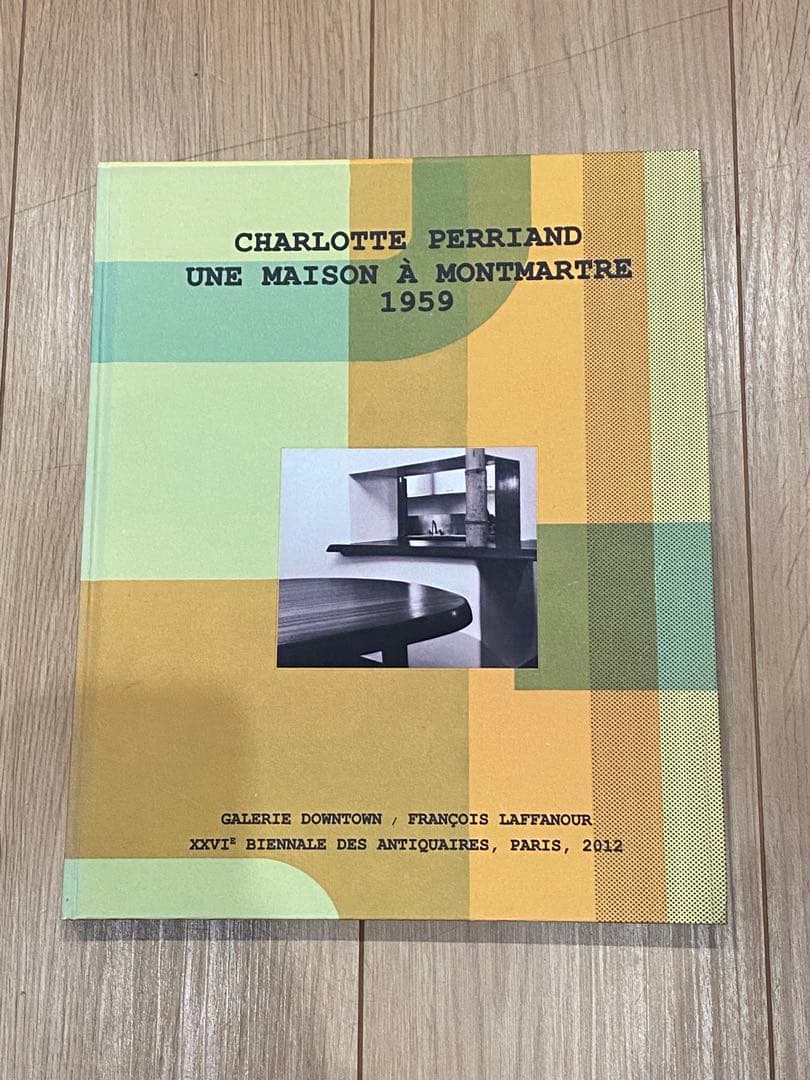 CHARLOTTE PERRIAND
UNE MAISON À MONTMARTRE
1959
GALERIE DOWNTOWN / FRANÇOIS LAFFANOUR
XXVIᴱ BIENNALE DES ANTIQUAIRES, PARIS, 2012